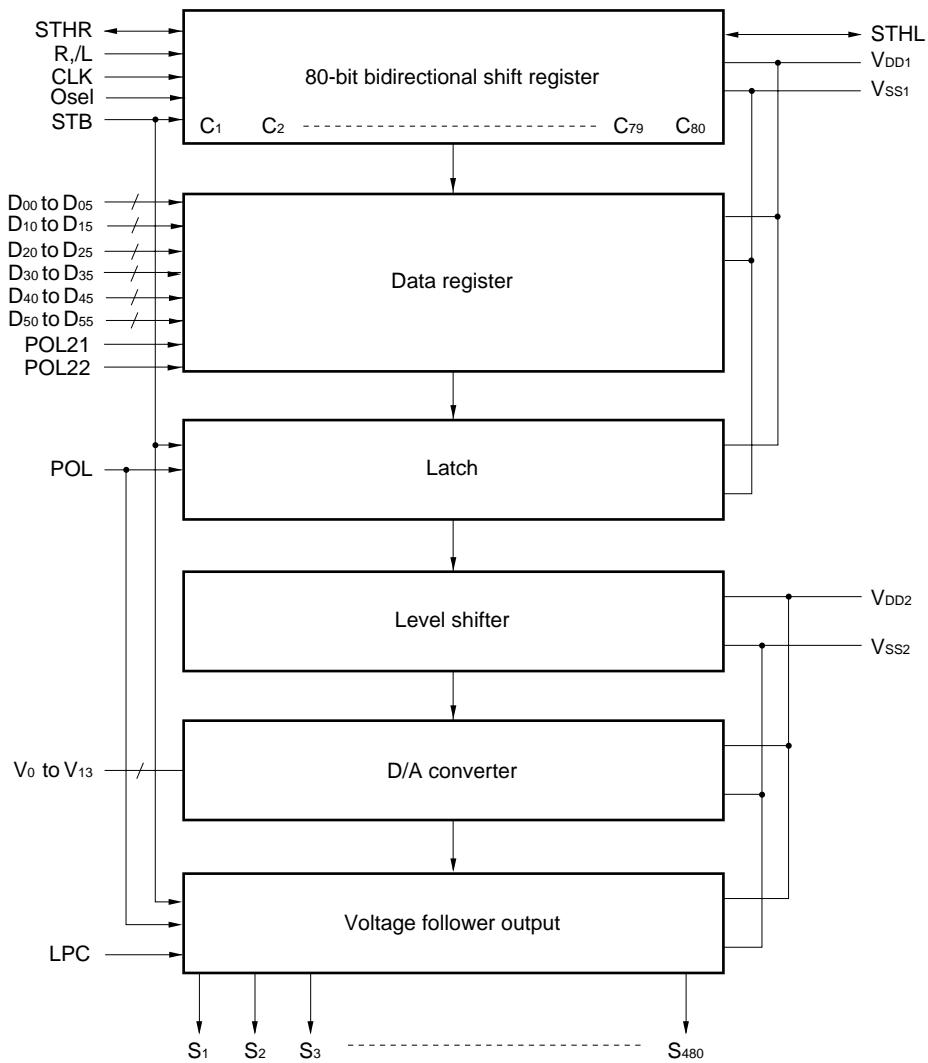 STHR
R,/L
CLK
Osel
STB
80-bit bidirectional shift register
C1 C2 C79 C80
STHL
VDD1
VSS1
D00 to D05
D10 to D15
D20 to D25
D30 to D35
D40 to D45
D50 to D55
POL21
POL22
Data register
POL
Latch
Level shifter
VDD2
VSS2
V0 to V13
D/A converter
Voltage follower output
LPC
S1 S2 S3 S480